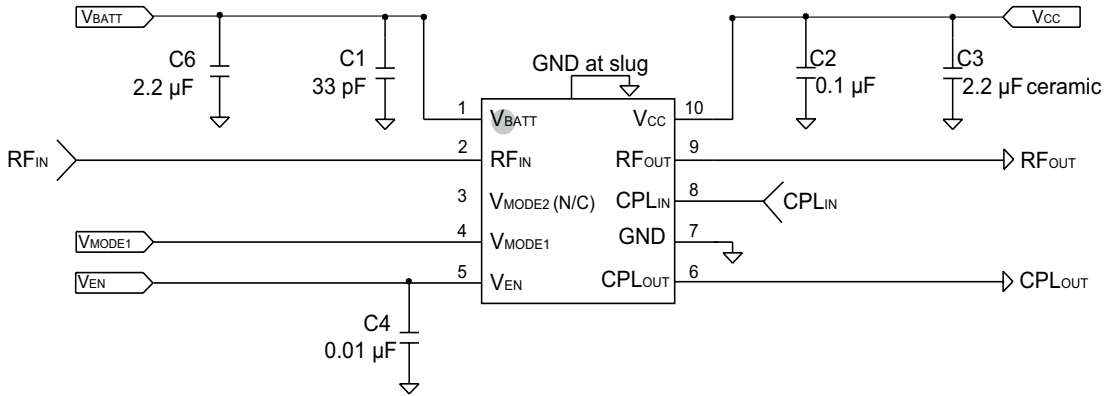 VBATT
VCC
C6
2.2 µF
C1
33 pF
GND at slug
C2
0.1 µF
C3
2.2 µF ceramic
1
VBATT
VCC
10
RFIN
2
RFIN
RFOUT
9
RFOUT
3
VMODE2 (N/C)
CPLIN
8
CPLIN
VMODE1
4
VMODE1
GND
7
VEN
5
VEN
CPLOUT
6
CPLOUT
C4
0.01 µF